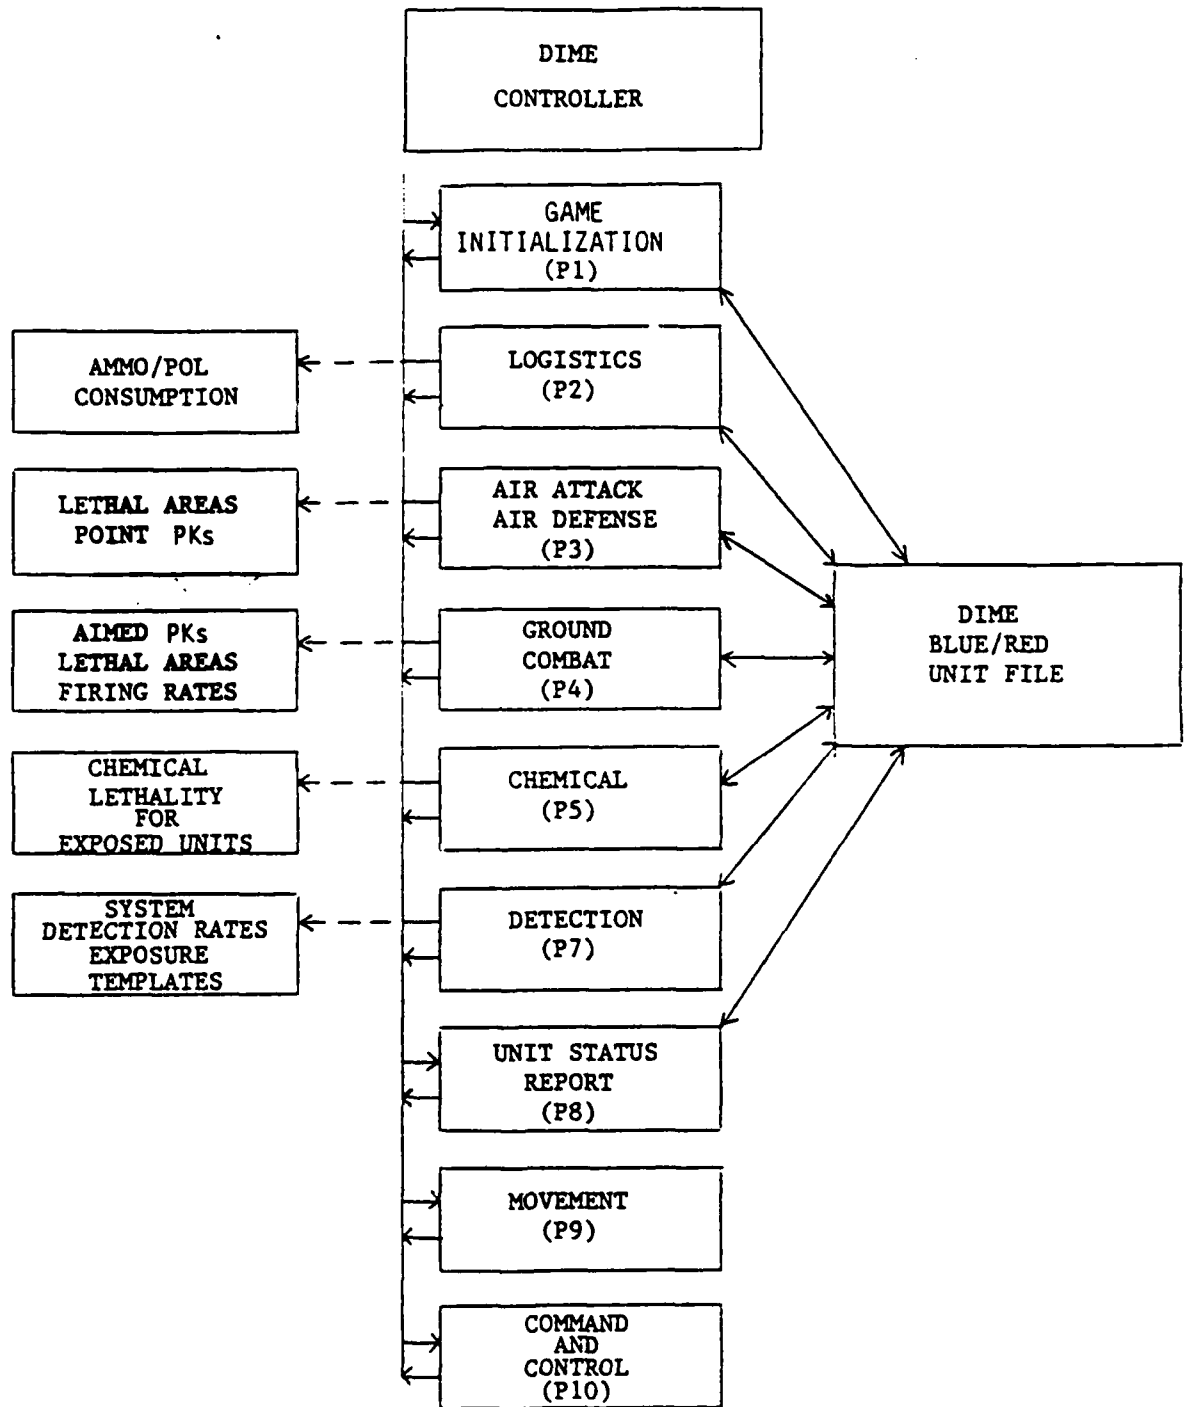 DIME
CONTROLLER
GAME
INITIALIZATION
(P1)
AMMO/POL
CONSUMPTION
LOGISTICS
(P2)
LETHAL AREAS
POINT PKs
AIR ATTACK
AIR DEFENSE
(P3)
AIMED PKs
LETHAL AREAS
FIRING RATES
GROUND
COMBAT
(P4)
DIME
BLUE/RED
UNIT FILE
CHEMICAL
LETHALITY
FOR
EXPOSED UNITS
CHEMICAL
(P5)
SYSTEM
DETECTION RATES
EXPOSURE
TEMPLATES
DETECTION
(P7)
UNIT STATUS
REPORT
(P8)
MOVEMENT
(P9)
COMMAND
AND
CONTROL
(P10)